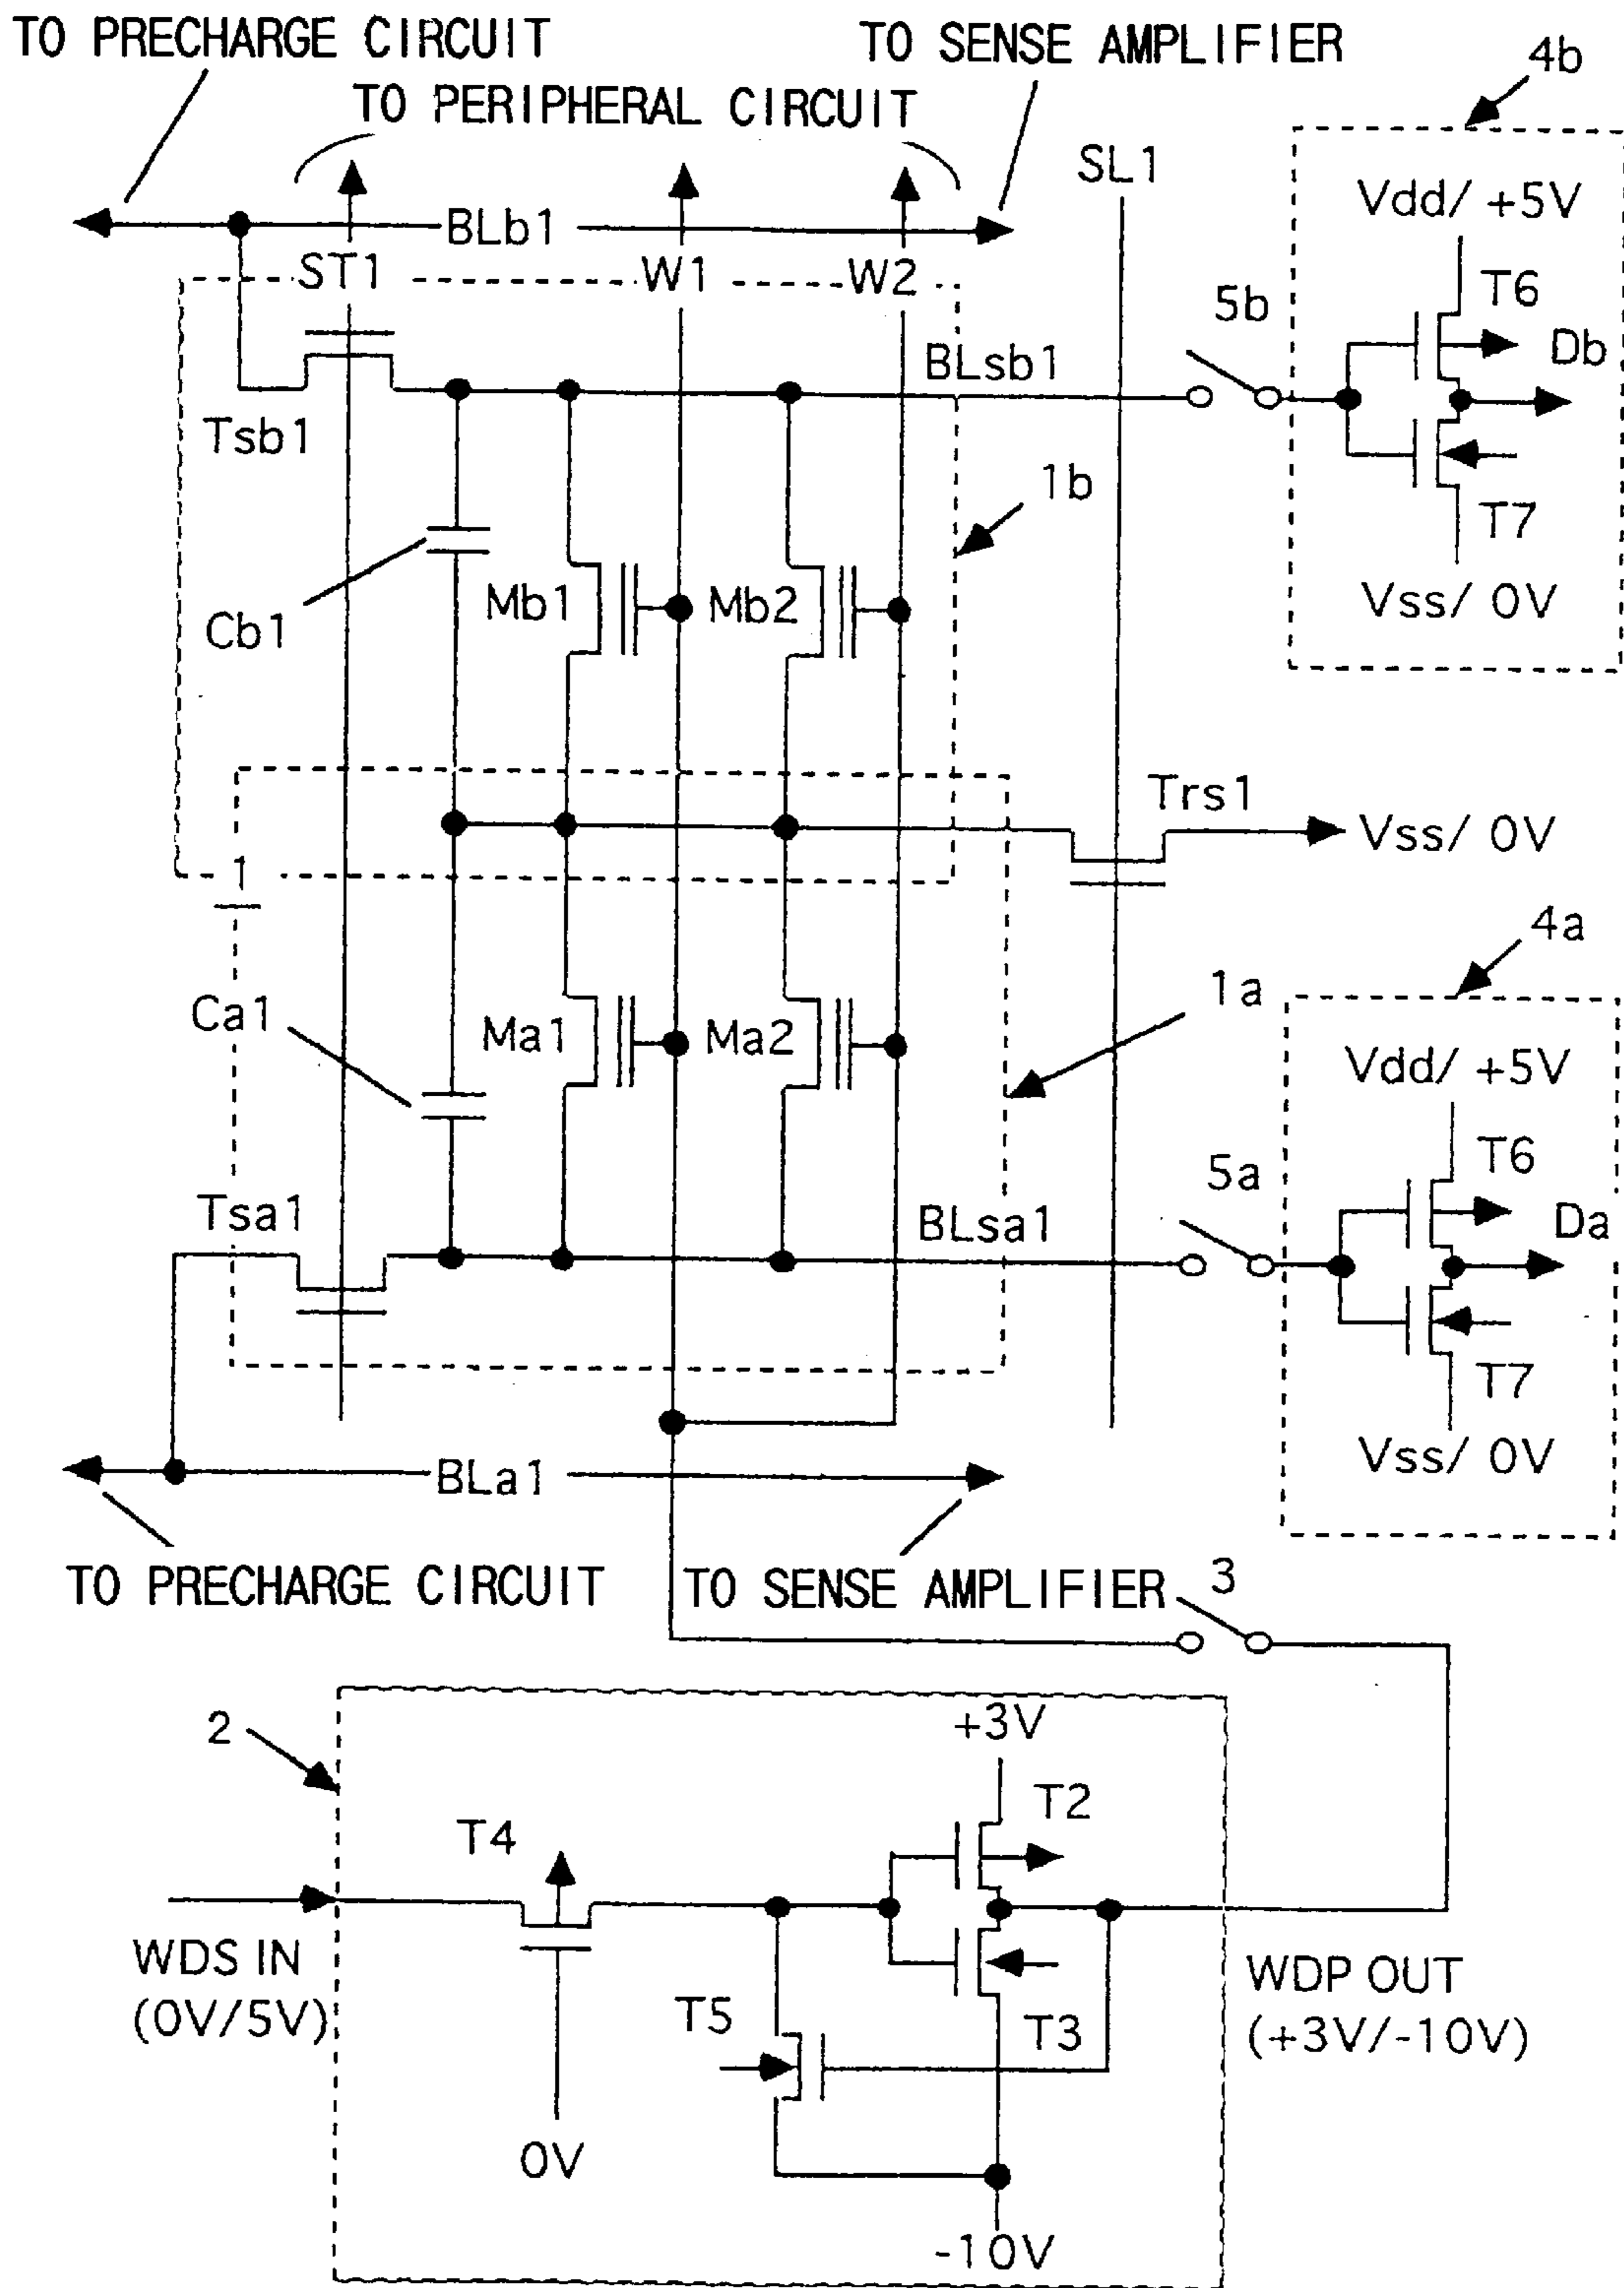 TO PRECHARGE CIRCUIT
TO SENSE AMPLIFIER
4b
TO PERIPHERAL CIRCUIT
SL1
Vdd/ +5V
BLb1
ST1
W1
W2
T6
5b
Db
BLsb1
Tsb1
1b
T7
Cb1
Mb1
Mb2
Vss/ 0V
Trs1
Vss/ 0V
1
4a
Ca1
Ma1
Ma2
1a
Vdd/ +5V
T6
5a
Tsa1
BLsa1
Da
T7
BLa1
Vss/ 0V
TO PRECHARGE CIRCUIT
TO SENSE AMPLIFIER
3
2
+3V
T2
T4
WDS IN
(0V/5V)
WDP OUT
(+3V/-10V)
T5
T3
0V
-10V